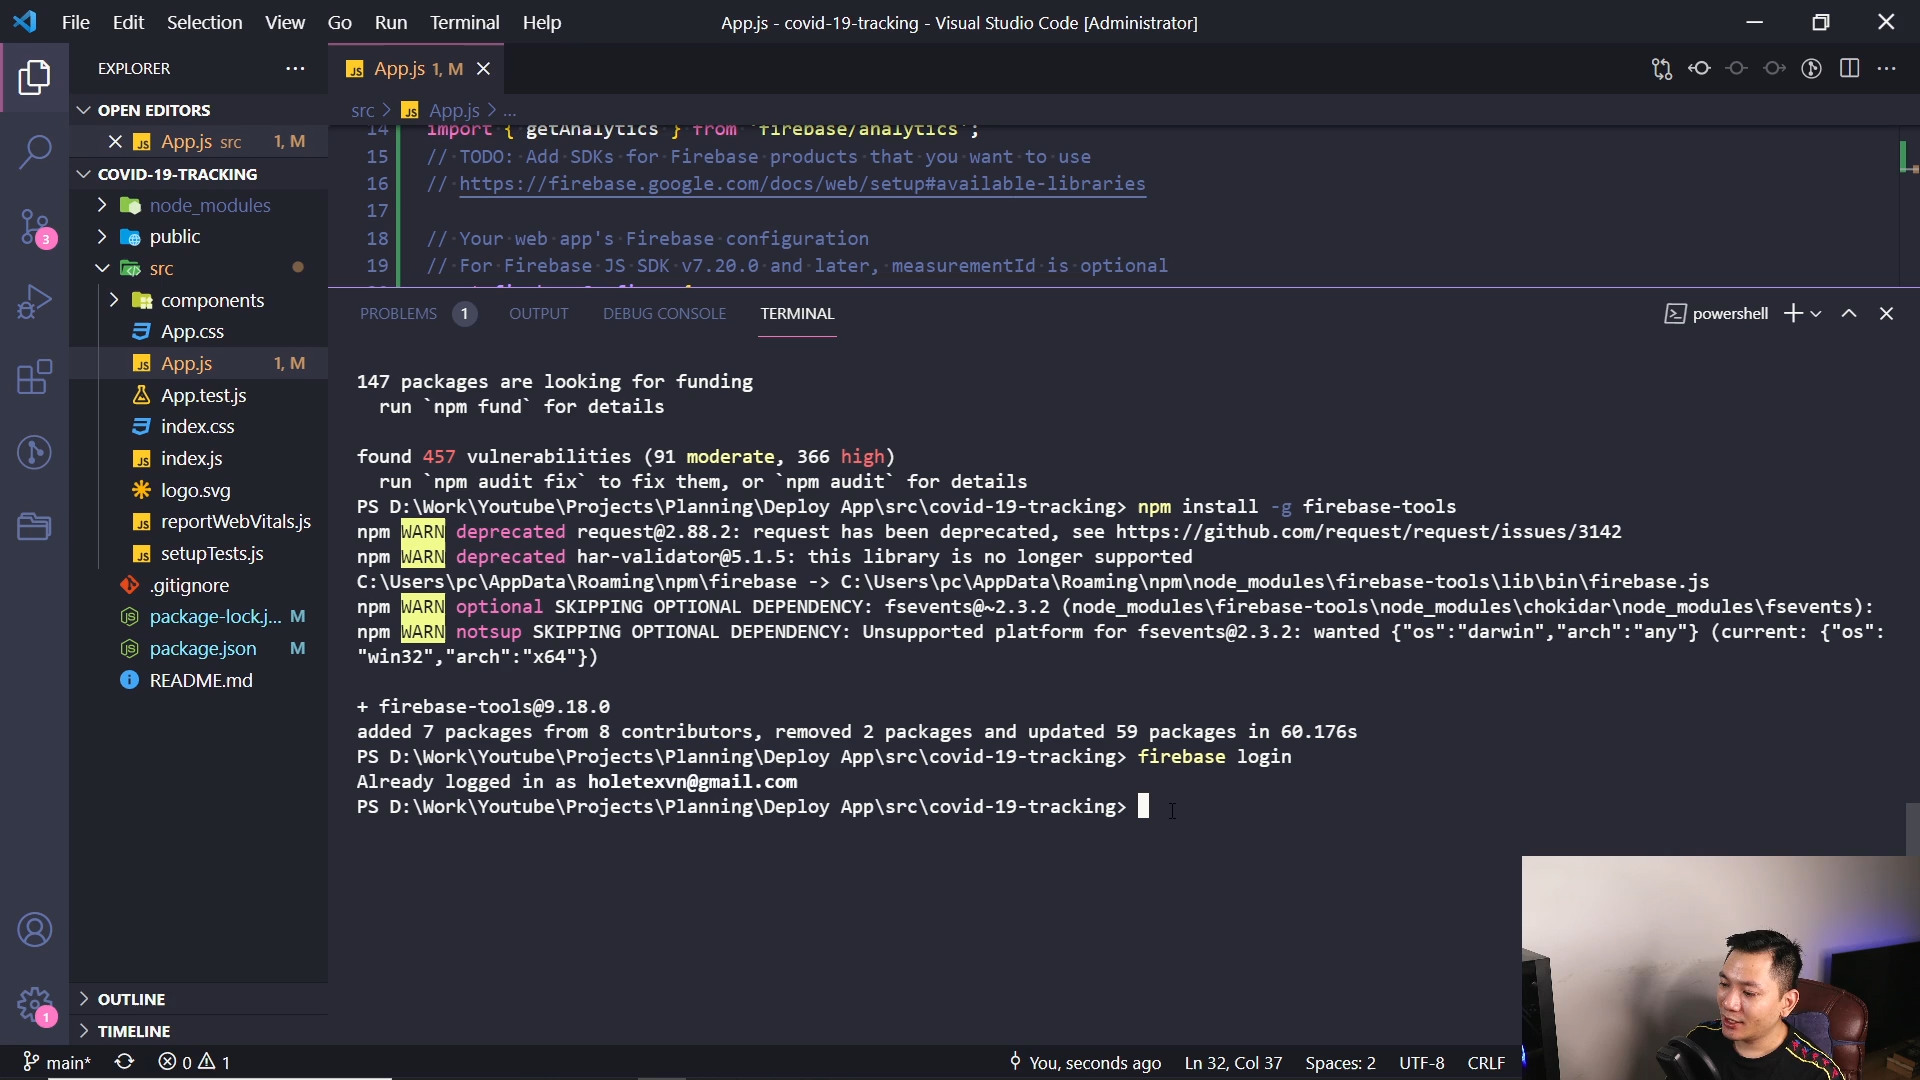 File Edit Selection View Go Run Terminal Help
App.js - covid-19-tracking - Visual Studio Code [Administrator]
EXPLORER
OPEN EDITORS
App.js src 1, M
COVID-19-TRACKING
node_modules
public
src
components
App.css
App.js 1, M
App.test.js
index.css
index.js
logo.svg
reportWebVitals.js
setupTests.js
.gitignore
package-lock.j... M
package.json M
README.md
OUTLINE
TIMELINE
3
1
App.js 1, M
src > App.js > ...
14 import { getAnalytics } from 'firebase/analytics';
15 // TODO: Add SDKs for Firebase products that you want to use
16 // https://firebase.google.com/docs/web/setup#available-libraries
17
18 // Your web app's Firebase configuration
19 // For Firebase JS SDK v7.20.0 and later, measurementId is optional
PROBLEMS 1 OUTPUT DEBUG CONSOLE TERMINAL
powershell
147 packages are looking for funding
run `npm fund` for details
found 457 vulnerabilities (91 moderate, 366 high)
run `npm audit fix` to fix them, or `npm audit` for details
PS D:\Work\Youtube\Projects\Planning\Deploy App\src\covid-19-tracking> npm install -g firebase-tools
npm WARN deprecated request@2.88.2: request has been deprecated, see https://github.com/request/request/issues/3142
npm WARN deprecated har-validator@5.1.5: this library is no longer supported
C:\Users\pc\AppData\Roaming\npm\firebase -> C:\Users\pc\AppData\Roaming\npm\node_modules\firebase-tools\lib\bin\firebase.js
npm WARN optional SKIPPING OPTIONAL DEPENDENCY: fsevents@~2.3.2 (node_modules\firebase-tools\node_modules\chokidar\node_modules\fsevents):
npm WARN notsup SKIPPING OPTIONAL DEPENDENCY: Unsupported platform for fsevents@2.3.2: wanted {"os":"darwin","arch":"any"} (current: {"os":
"win32","arch":"x64"})
+ firebase-tools@9.18.0
added 7 packages from 8 contributors, removed 2 packages and updated 59 packages in 60.176s
PS D:\Work\Youtube\Projects\Planning\Deploy App\src\covid-19-tracking> firebase login
Already logged in as holetexvn@gmail.com
PS D:\Work\Youtube\Projects\Planning\Deploy App\src\covid-19-tracking>
main* 0 1 You, seconds ago Ln 32, Col 37 Spaces: 2 UTF-8 CRLF